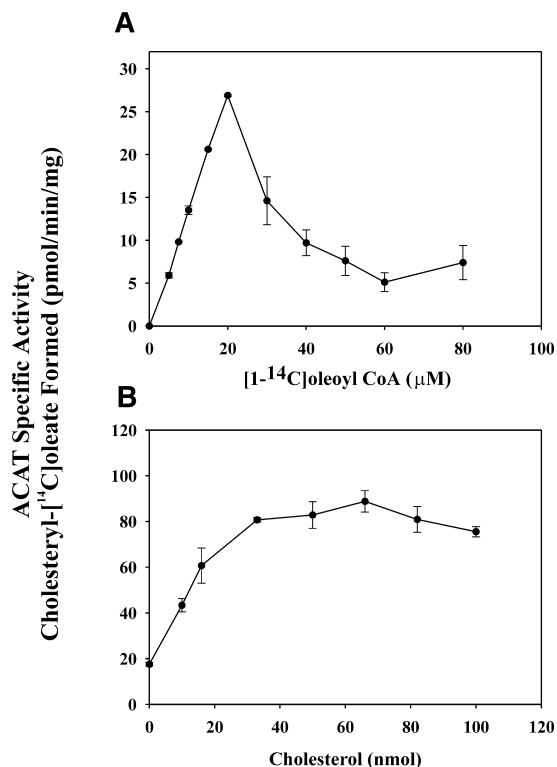 A
30
25
20
15
10
5
0
0 20 40 60 80 100
[1-¹⁴C]oleoyl CoA (μM)
ACAT Specific Activity
Cholesteryl-[¹⁴C]oleate Formed (pmol/min/mg)
B
120
100
80
60
40
20
0
0 20 40 60 80 100 120
Cholesterol (nmol)